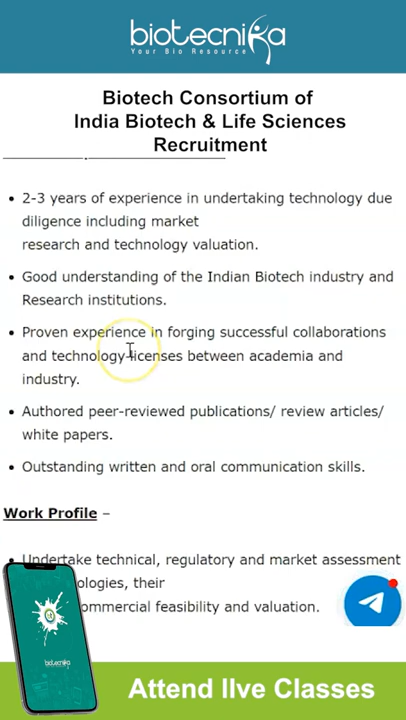 biotecnika
Your Bio Resource
Biotech Consortium of
India Biotech & Life Sciences
Recruitment
• 2-3 years of experience in undertaking technology due
diligence including market
research and technology valuation.
• Good understanding of the Indian Biotech industry and
Research institutions.
• Proven experience in forging successful collaborations
and technology licenses between academia and
industry.
• Authored peer-reviewed publications/ review articles/
white papers.
• Outstanding written and oral communication skills.
Work Profile –
• Undertake technical, regulatory and market assessment
their
commercial feasibility and valuation.
biotecnika
Attend lIve Classes